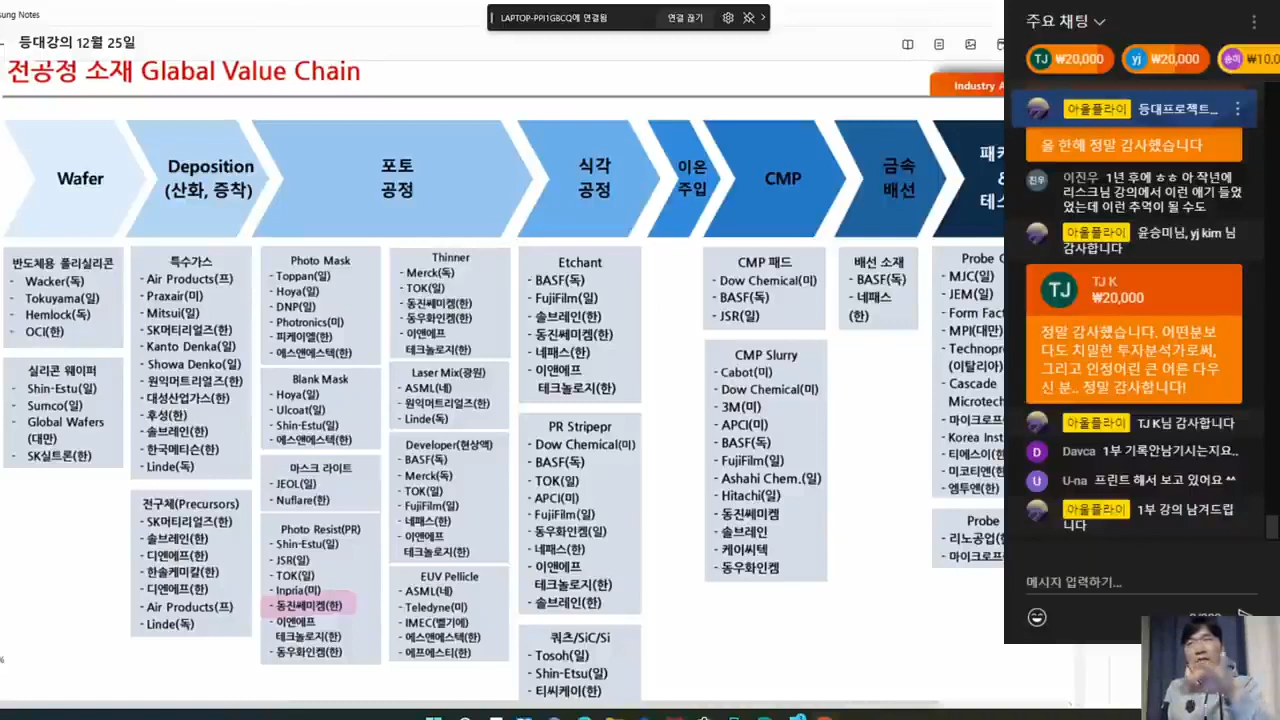 sung Notes
LAPTOP-PPI1GBCQ에 연결됨
연결 끊기
등대강의 12월 25일
전공정 소재 Glabal Value Chain
Industry A
Wafer
Deposition
(산화, 증착)
포토
공정
식각
공정
이온
주입
CMP
금속
배선
반도체용 폴리실리콘
- Wacker(독)
- Tokuyama(일)
- Hemlock(독)
- OCI(한)
실리콘 웨이퍼
- Shin-Estu(일)
- Sumco(일)
- Global Wafers
(대만)
- SK실트론(한)
특수가스
- Air Products(프)
- Praxair(미)
- Mitsui(일)
- SK머티리얼즈(한)
- Kanto Denka(일)
- Showa Denko(일)
- 원익머트리얼즈(한)
- 대성산업가스(한)
- 후성(한)
- 솔브레인(한)
- 한국메티슨(한)
- Linde(독)
전구체(Precursors)
- SK머티리얼즈(한)
- 솔브레인(한)
- 디엔에프(한)
- 한솔케미칼(한)
- 디엔에프(한)
- Air Products(프)
- Linde(독)
Photo Mask
- Toppan(일)
- Hoya(일)
- DNP(일)
- Photronics(미)
- 피케이엘(한)
- 에스앤에스텍(한)
Blank Mask
- Hoya(일)
- Ulcoat(일)
- Shin-Estu(일)
- 에스앤에스텍(한)
마스크 라이트
- JEOL(일)
- Nuflare(한)
Photo Resist(PR)
- Shin-Estu(일)
- JSR(일)
- TOK(일)
- Inpria(미)
- 동진쎄미켐(한)
- 이엔에프
테크놀로지(한)
- 동우화인켐(한)
Thinner
- Merck(독)
- TOK(일)
- 동진쎄미켐(한)
- 동우화인켐(한)
- 이앤에프
테크놀로지(한)
Laser Mix(광원)
- ASML(네)
- 원익머트리얼즈(한)
- Linde(독)
Developer(현상액)
- BASF(독)
- Merck(독)
- TOK(일)
- FujiFilm(일)
- 네패스(한)
- 이엔에프
테크놀로지(한)
EUV Pellicle
- ASML(네)
- Teledyne(미)
- IMEC(벨기에)
- 에스앤에스텍(한)
- 에프에스티(한)
Etchant
- BASF(독)
- FujiFilm(일)
- 솔브레인(한)
- 동진쎄미켐(한)
- 네패스(한)
- 이앤에프
테크놀로지(한)
PR Stripepr
- Dow Chemical(미)
- BASF(독)
- TOK(일)
- APCI(미)
- FujiFilm(일)
- 동우화인켐(일)
- 네패스(한)
- 이앤에프
테크놀로지(한)
- 솔브레인(한)
쿼츠/SiC/Si
- Tosoh(일)
- Shin-Etsu(일)
- 티씨케이(한)
CMP 패드
- Dow Chemical(미)
- BASF(독)
- JSR(일)
CMP Slurry
- Cabot(미)
- Dow Chemical(미)
- 3M(미)
- APCI(미)
- BASF(독)
- FujiFilm(일)
- Ashahi Chem.(일)
- Hitachi(일)
- 동진쎄미켐
- 솔브레인
- 케이씨텍
- 동우화인켐
배선 소재
- BASF(독)
- 네패스
(한)
Probe C
- MJC(일)
- JEM(일)
- Form Fact
- MPI(대만)
- Technopro
(이탈리아)
- Cascade
Microtech
- 마이크로프
- Korea Inst
- 티에스이(한
- 미코티엔(한
- 엠투엔(한)
Probe
- 리노공업(한
- 마이크로프
주요 채팅
TJ ₩20,000
yj ₩20,000
승미 ₩10,0
아울플라이 등대프로젝트...
올 한해 정말 감사했습니다
진우 이진우 1년 후에 ㅎㅎ 아 작년에
리스크님 강의에서 이런 얘기 들었
었는데 이런 추억이 될 수도
아울플라이 윤승미님, yj kim 님
감사합니다
TJ TJ K
₩20,000
정말 감사했습니다. 어떤분보
다도 치밀한 투자분석가로써,
그리고 인정어린 큰 어른 다우
신 분.. 정말 감사합니다!
아울플라이 TJ K님 감사합니다
D Davca 1부 기록안남기시는지요..
U U-na 프린트 해서 보고 있어요 ^^
아울플라이 1부 강의 남겨드립
니다
메시지 입력하기...